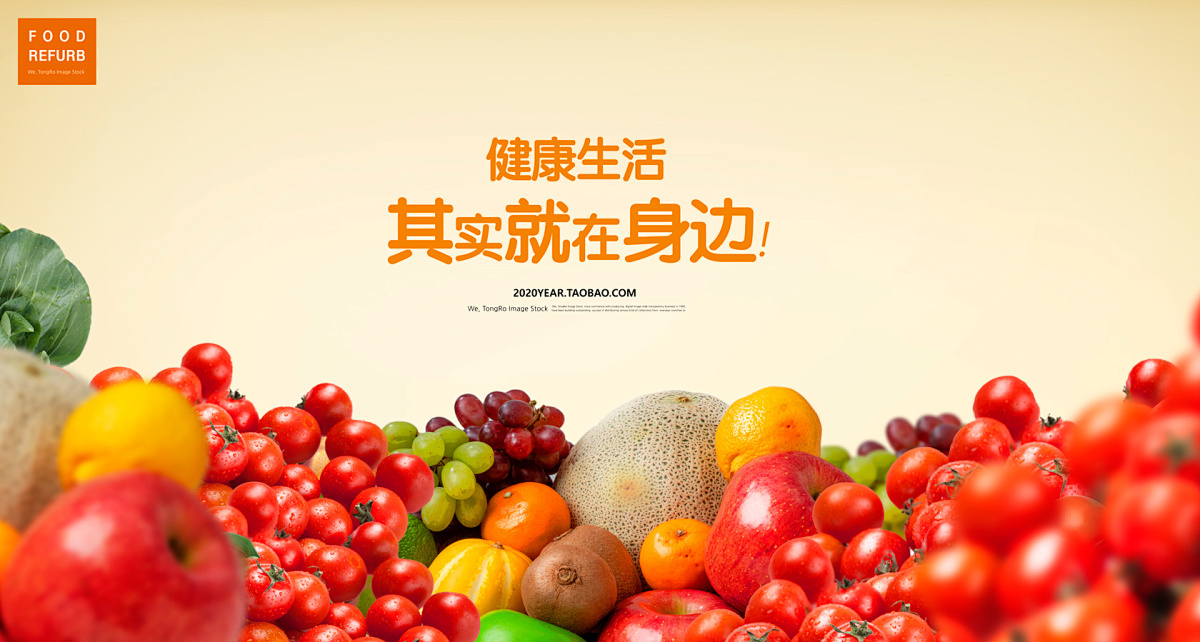 FOOD
REFURB
We, TongRo Image Stock
健康生活
其实就在身边!
2020YEAR.TAOBAO.COM
We, TongRo Image Stock